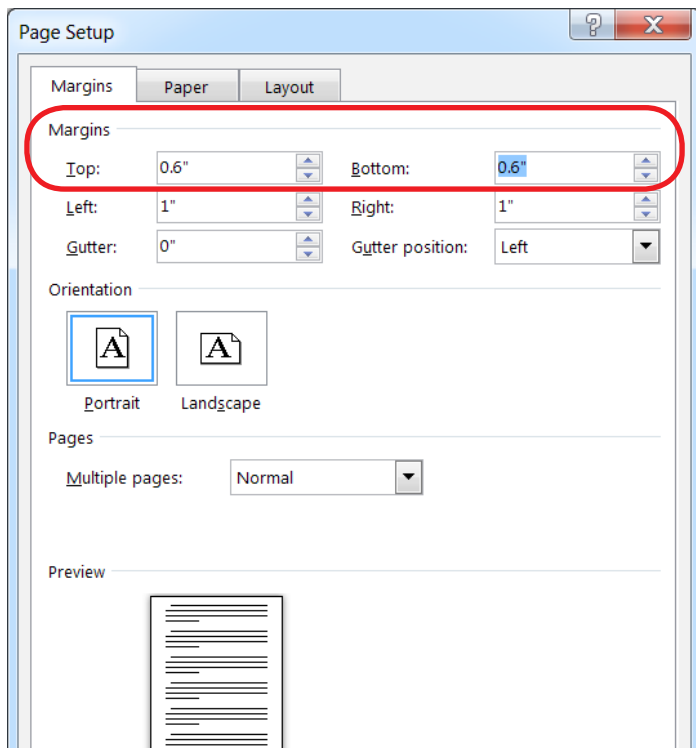 Page Setup
Margins Paper Layout
Margins
Top: 0.6" Bottom: 0.6"
Left: 1" Right: 1"
Gutter: 0" Gutter position: Left
Orientation
A A
Portrait Landscape
Pages
Multiple pages: Normal
Preview